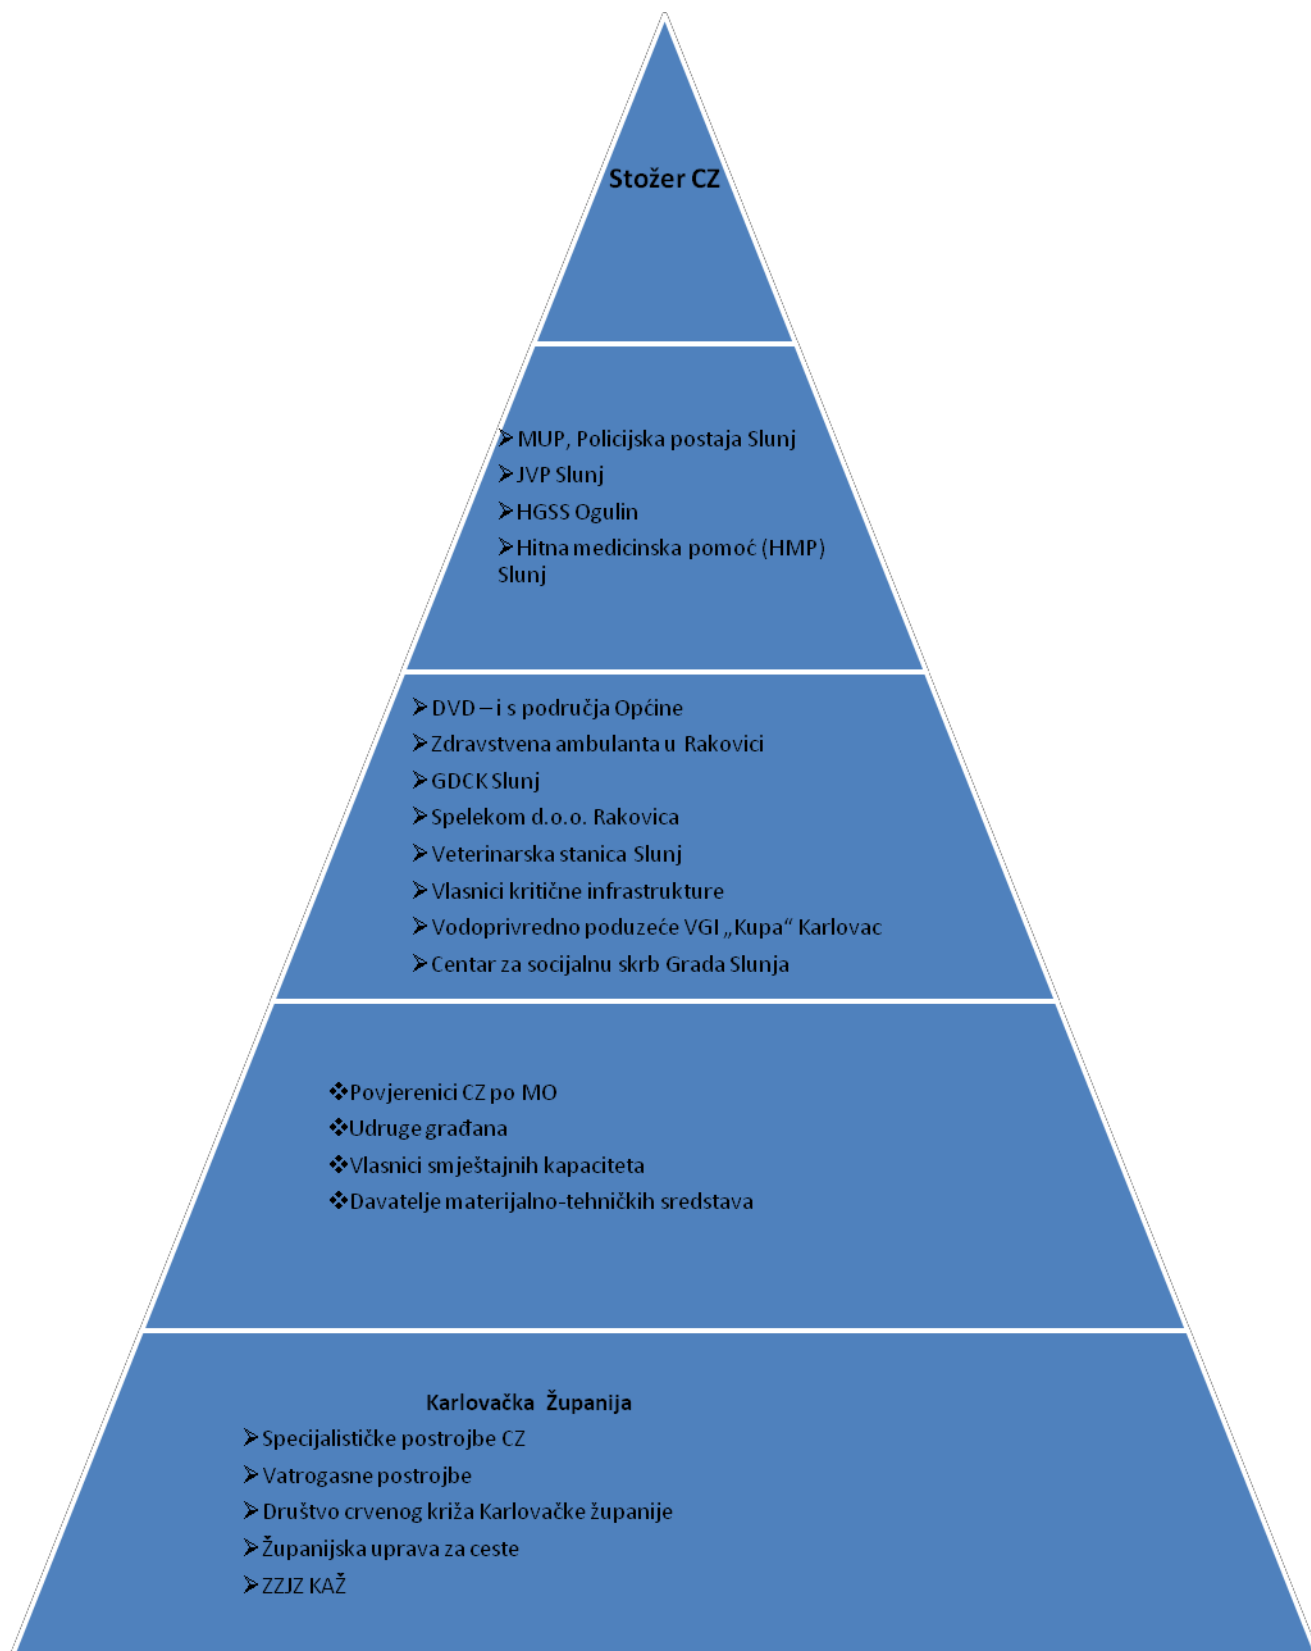 Stožer CZ
➢MUP, Policijska postaja Slunj
➢JVP Slunj
➢HGSS Ogulin
➢Hitna medicinska pomoć (HMP)
Slunj
➢DVD – i s područja Općine
➢Zdravstvena ambulanta u Rakovici
➢GDCK Slunj
➢Spelekom d.o.o. Rakovica
➢Veterinarska stanica Slunj
➢Vlasnici kritične infrastrukture
➢Vodoprivredno poduzeće VGI „Kupa“ Karlovac
➢Centar za socijalnu skrb Grada Slunja
❖Povjerenici CZ po MO
❖Udruge građana
❖Vlasnici smještajnih kapaciteta
❖Davatelje materijalno-tehničkih sredstava
Karlovačka Županija
➢Specijalističke postrojbe CZ
➢Vatrogasne postrojbe
➢Društvo crvenog križa Karlovačke županije
➢Županijska uprava za ceste
➢ZZJZ KAŽ